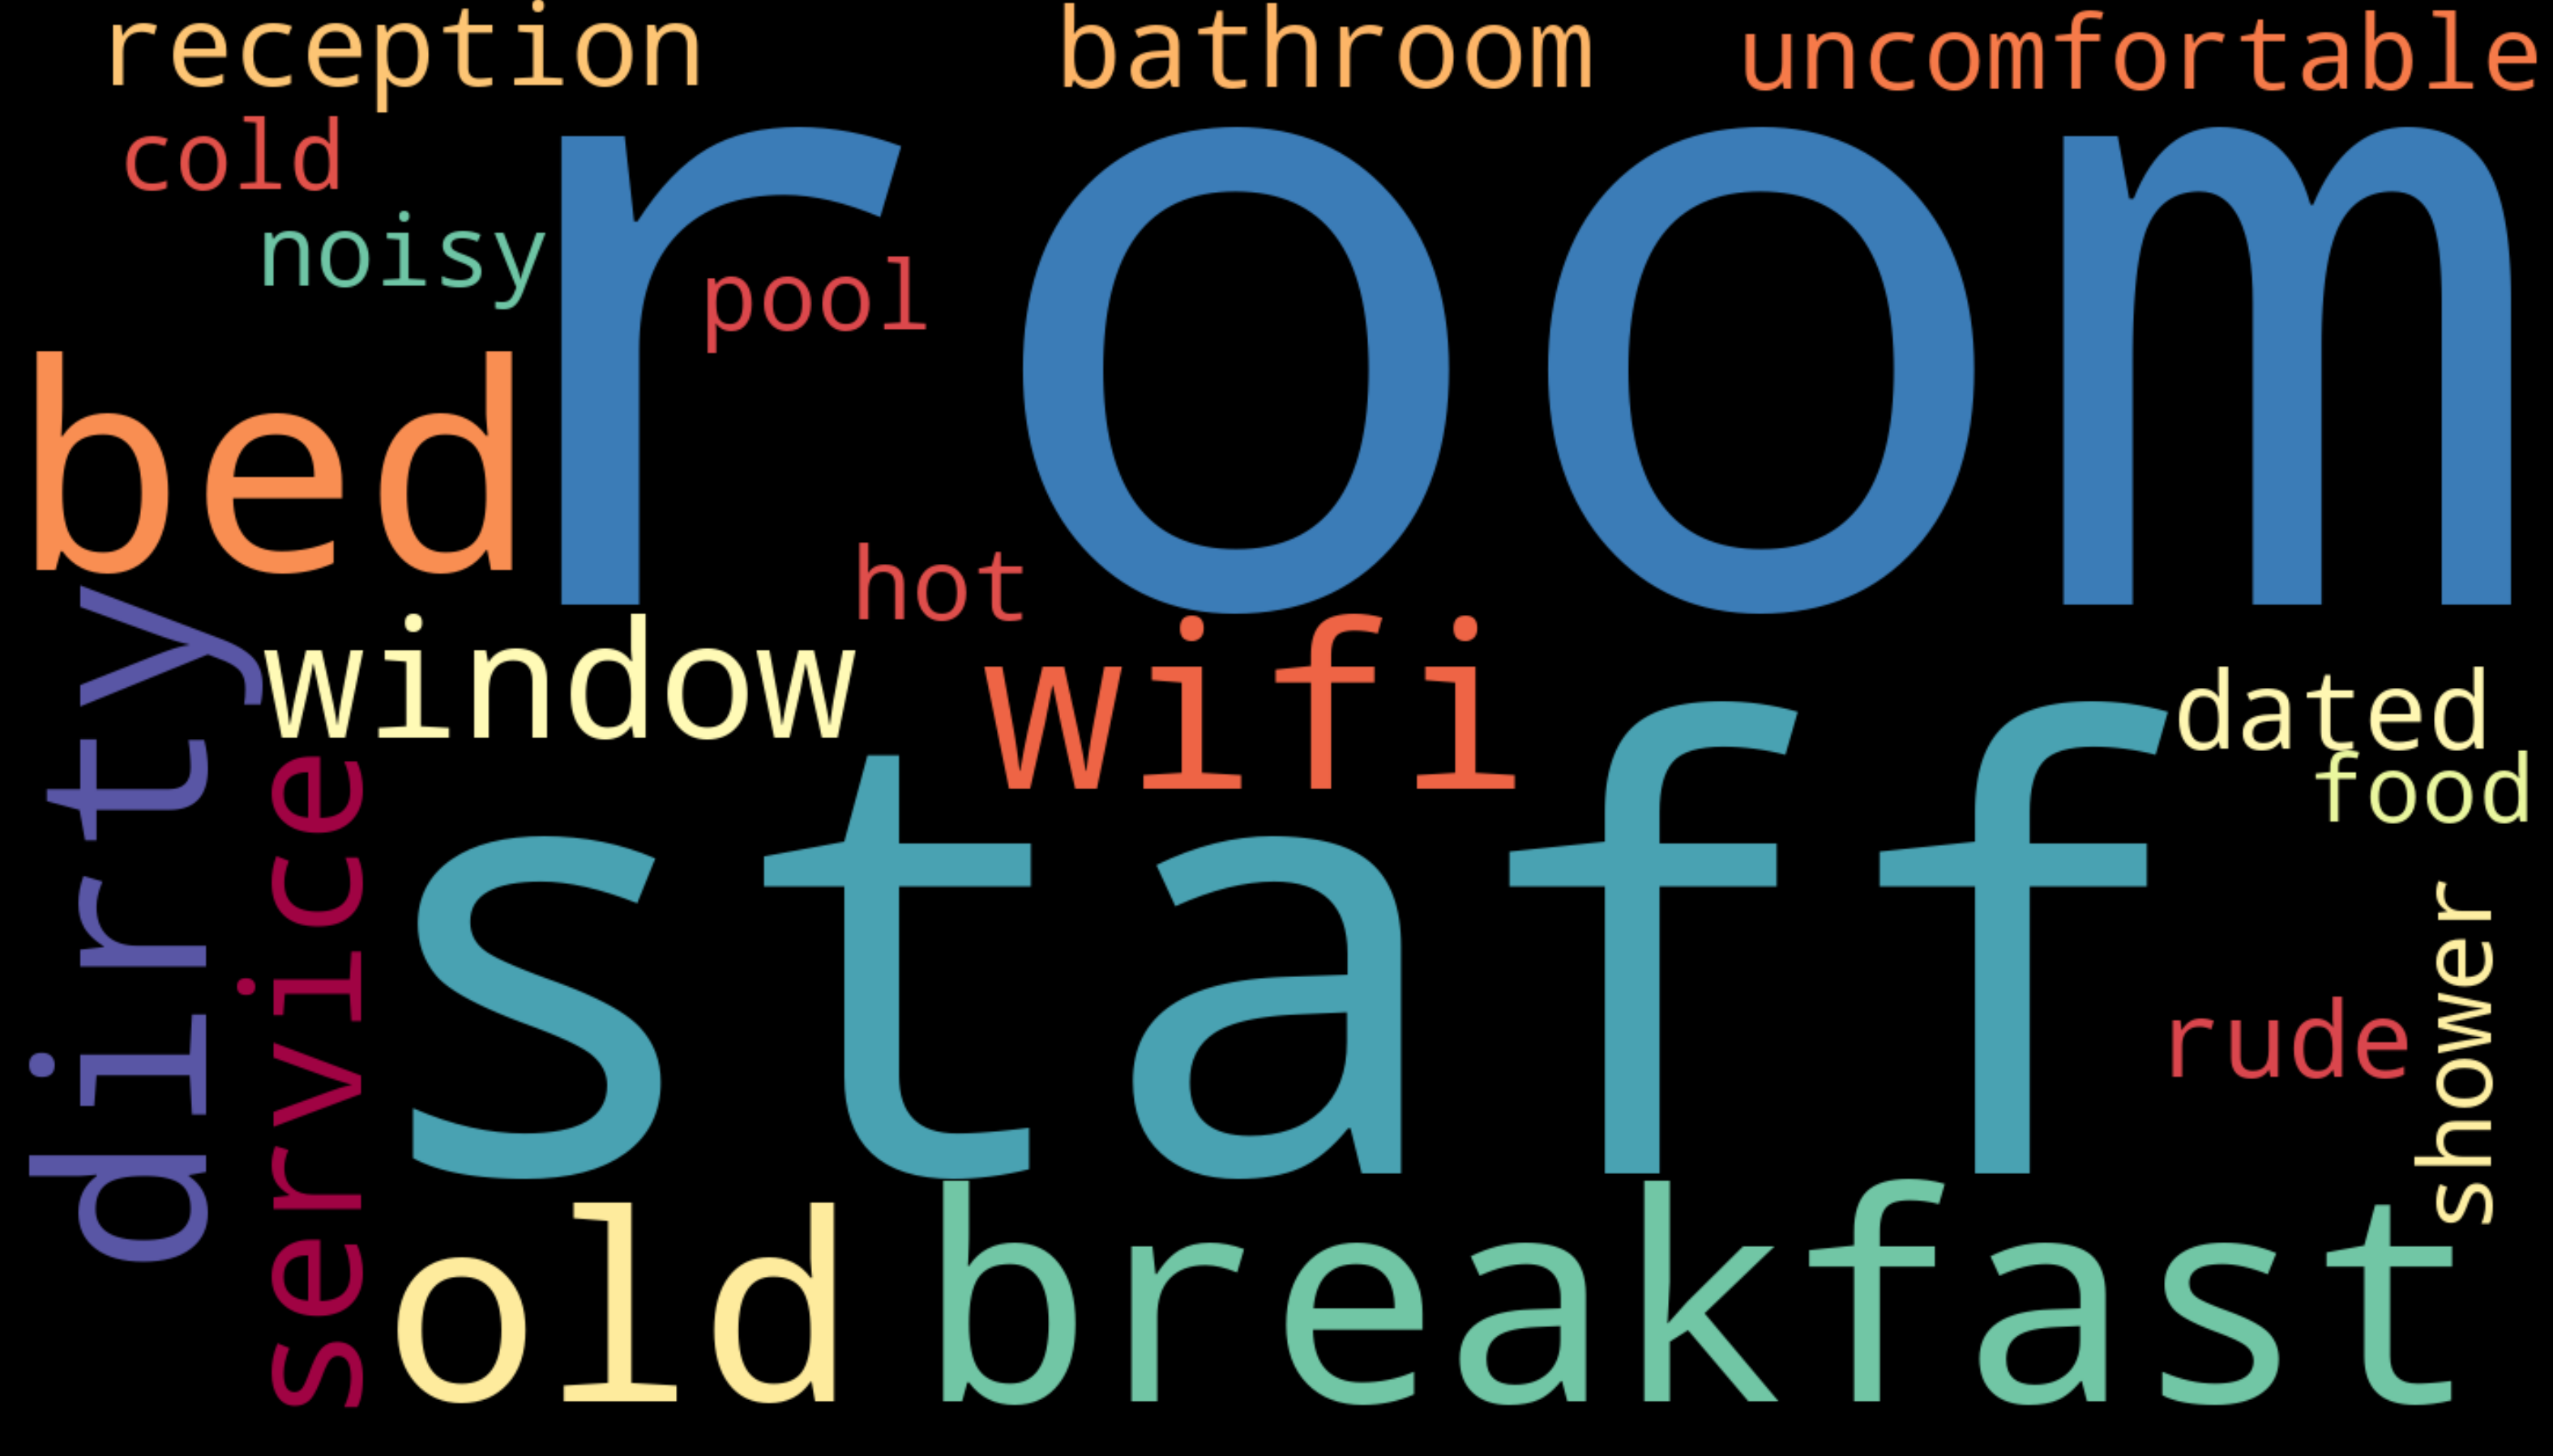 reception
bathroom
uncomfortable
cold
room
noisy
pool
bed
hot
window
wifi
dirty
dated
food
service
staff
rude
shower
old
breakfast